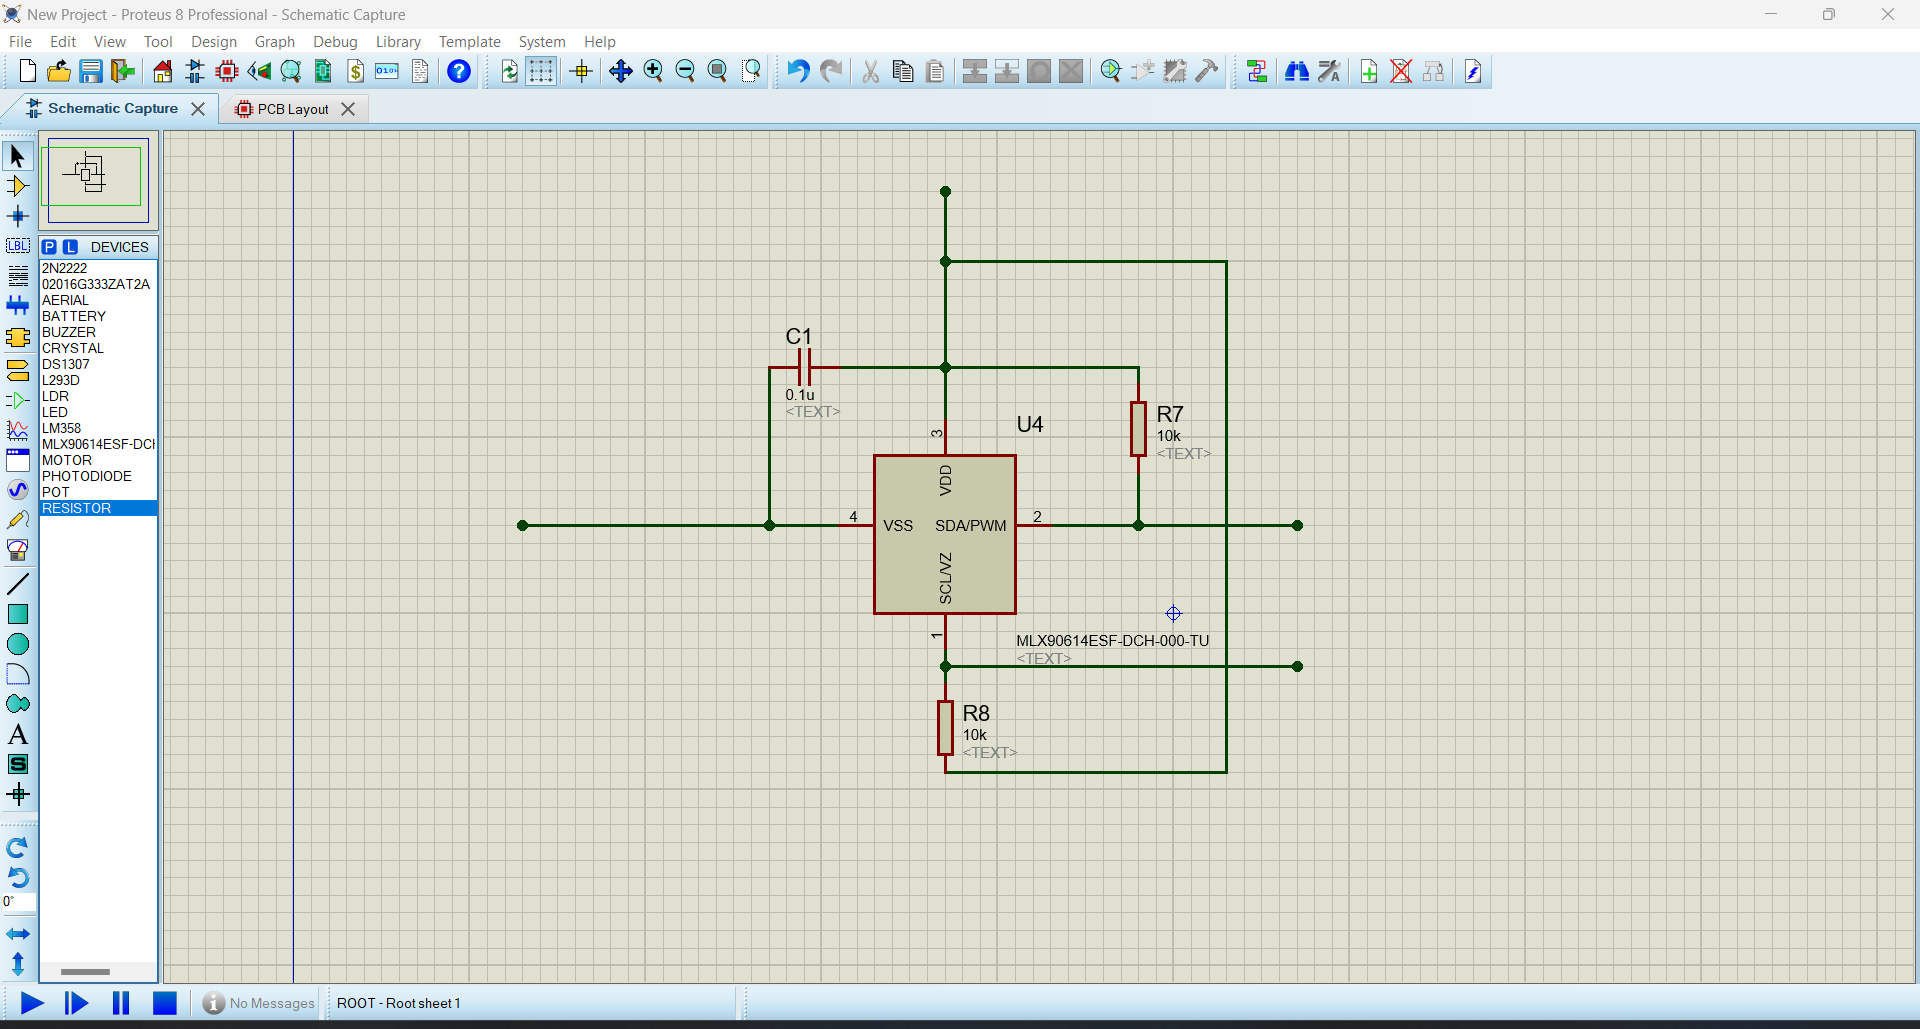 New Project - Proteus 8 Professional - Schematic Capture
File Edit View Tool Design Graph Debug Library Template System Help
Schematic Capture
PCB Layout
P L DEVICES
2N2222
02016G333ZAT2A
AERIAL
BATTERY
BUZZER
CRYSTAL
DS1307
L293D
LDR
LED
LM358
MLX90614ESF-DCH
MOTOR
PHOTODIODE
POT
RESISTOR
LBL
A
S
0°
C1
0.1u
<TEXT>
U4
3
VDD
4
VSS
SDA/PWM
2
SCL/VZ
1
R7
10k
<TEXT>
MLX90614ESF-DCH-000-TU
<TEXT>
R8
10k
<TEXT>
No Messages
ROOT - Root sheet 1